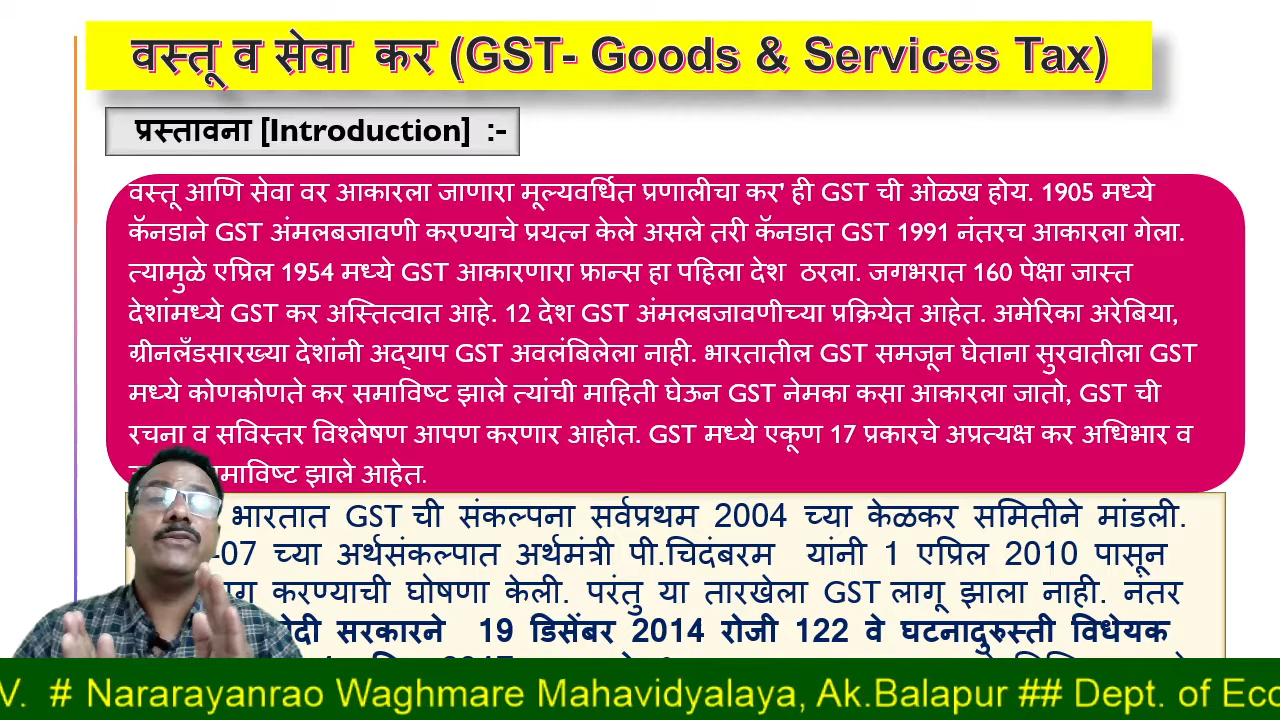 वस्तू व सेवा कर (GST- Goods & Services Tax)
प्रस्तावना [Introduction] :-
वस्तू आणि सेवा वर आकारला जाणारा मूल्यवर्धित प्रणालीचा कर' ही GST ची ओळख होय. 1905 मध्ये
कॅनडाने GST अंमलबजावणी करण्याचे प्रयत्न केले असले तरी कॅनडात GST 1991 नंतरच आकारला गेला.
त्यामुळे एप्रिल 1954 मध्ये GST आकारणारा फ्रान्स हा पहिला देश ठरला. जगभरात 160 पेक्षा जास्त
देशांमध्ये GST कर अस्तित्वात आहे. 12 देश GST अंमलबजावणीच्या प्रक्रियेत आहेत. अमेरिका अरेबिया,
ग्रीनलँडसारख्या देशांनी अद्याप GST अवलंबिलेला नाही. भारतातील GST समजून घेताना सुरवातीला GST
मध्ये कोणकोणते कर समाविष्ट झाले त्यांची माहिती घेऊन GST नेमका कसा आकारला जातो, GST ची
रचना व सविस्तर विश्लेषण आपण करणार आहोत. GST मध्ये एकूण 17 प्रकारचे अप्रत्यक्ष कर अधिभार व
झाले आहेत.
भारतात GST ची संकल्पना सर्वप्रथम 2004 च्या केळकर समितीने मांडली.
-07 च्या अर्थसंकल्पात अर्थमंत्री पी.चिदंबरम यांनी 1 एप्रिल 2010 पासून
करण्याची घोषणा केली. परंतु या तारखेला GST लागू झाला नाही. नंतर
सरकारने 19 डिसेंबर 2014 रोजी 122 वे घटनादुरुस्ती विधेयक
V. # Nararayanrao Waghmare Mahavidyalaya, Ak.Balapur ## Dept. of Eco